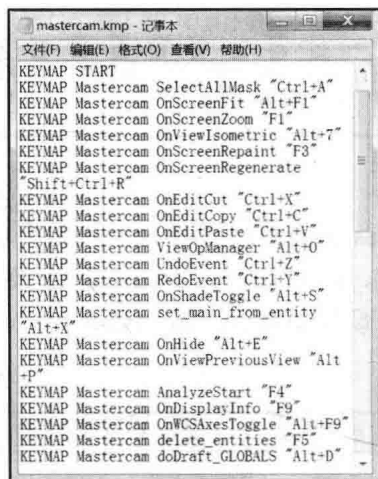 mastercam.kmp - 记事本
文件(F) 编辑(E) 格式(O) 查看(V) 帮助(H)
KEYMAP START
KEYMAP Mastercam SelectAllMask "Ctrl+A"
KEYMAP Mastercam OnScreenFit "Alt+F1"
KEYMAP Mastercam OnScreenZoom "F1"
KEYMAP Mastercam OnViewIsometric "Alt+7"
KEYMAP Mastercam OnScreenRepaint "F3"
KEYMAP Mastercam OnScreenRegenerate
"Shift+Ctrl+R"
KEYMAP Mastercam OnEditCut "Ctrl+X"
KEYMAP Mastercam OnEditCopy "Ctrl+C"
KEYMAP Mastercam OnEditPaste "Ctrl+V"
KEYMAP Mastercam ViewOpManager "Alt+O"
KEYMAP Mastercam UndoEvent "Ctrl+Z"
KEYMAP Mastercam RedoEvent "Ctrl+Y"
KEYMAP Mastercam OnShadeToggle "Alt+S"
KEYMAP Mastercam set_main_from_entity
"Alt+X"
KEYMAP Mastercam OnHide "Alt+E"
KEYMAP Mastercam OnViewPreviousView "Alt
+P"
KEYMAP Mastercam AnalyzeStart "F4"
KEYMAP Mastercam OnDisplayInfo "F9"
KEYMAP Mastercam OnWCSAxesToggle "Alt+F9"
KEYMAP Mastercam delete_entities "F5"
KEYMAP Mastercam doDraft_GLOBALS "Alt+D"